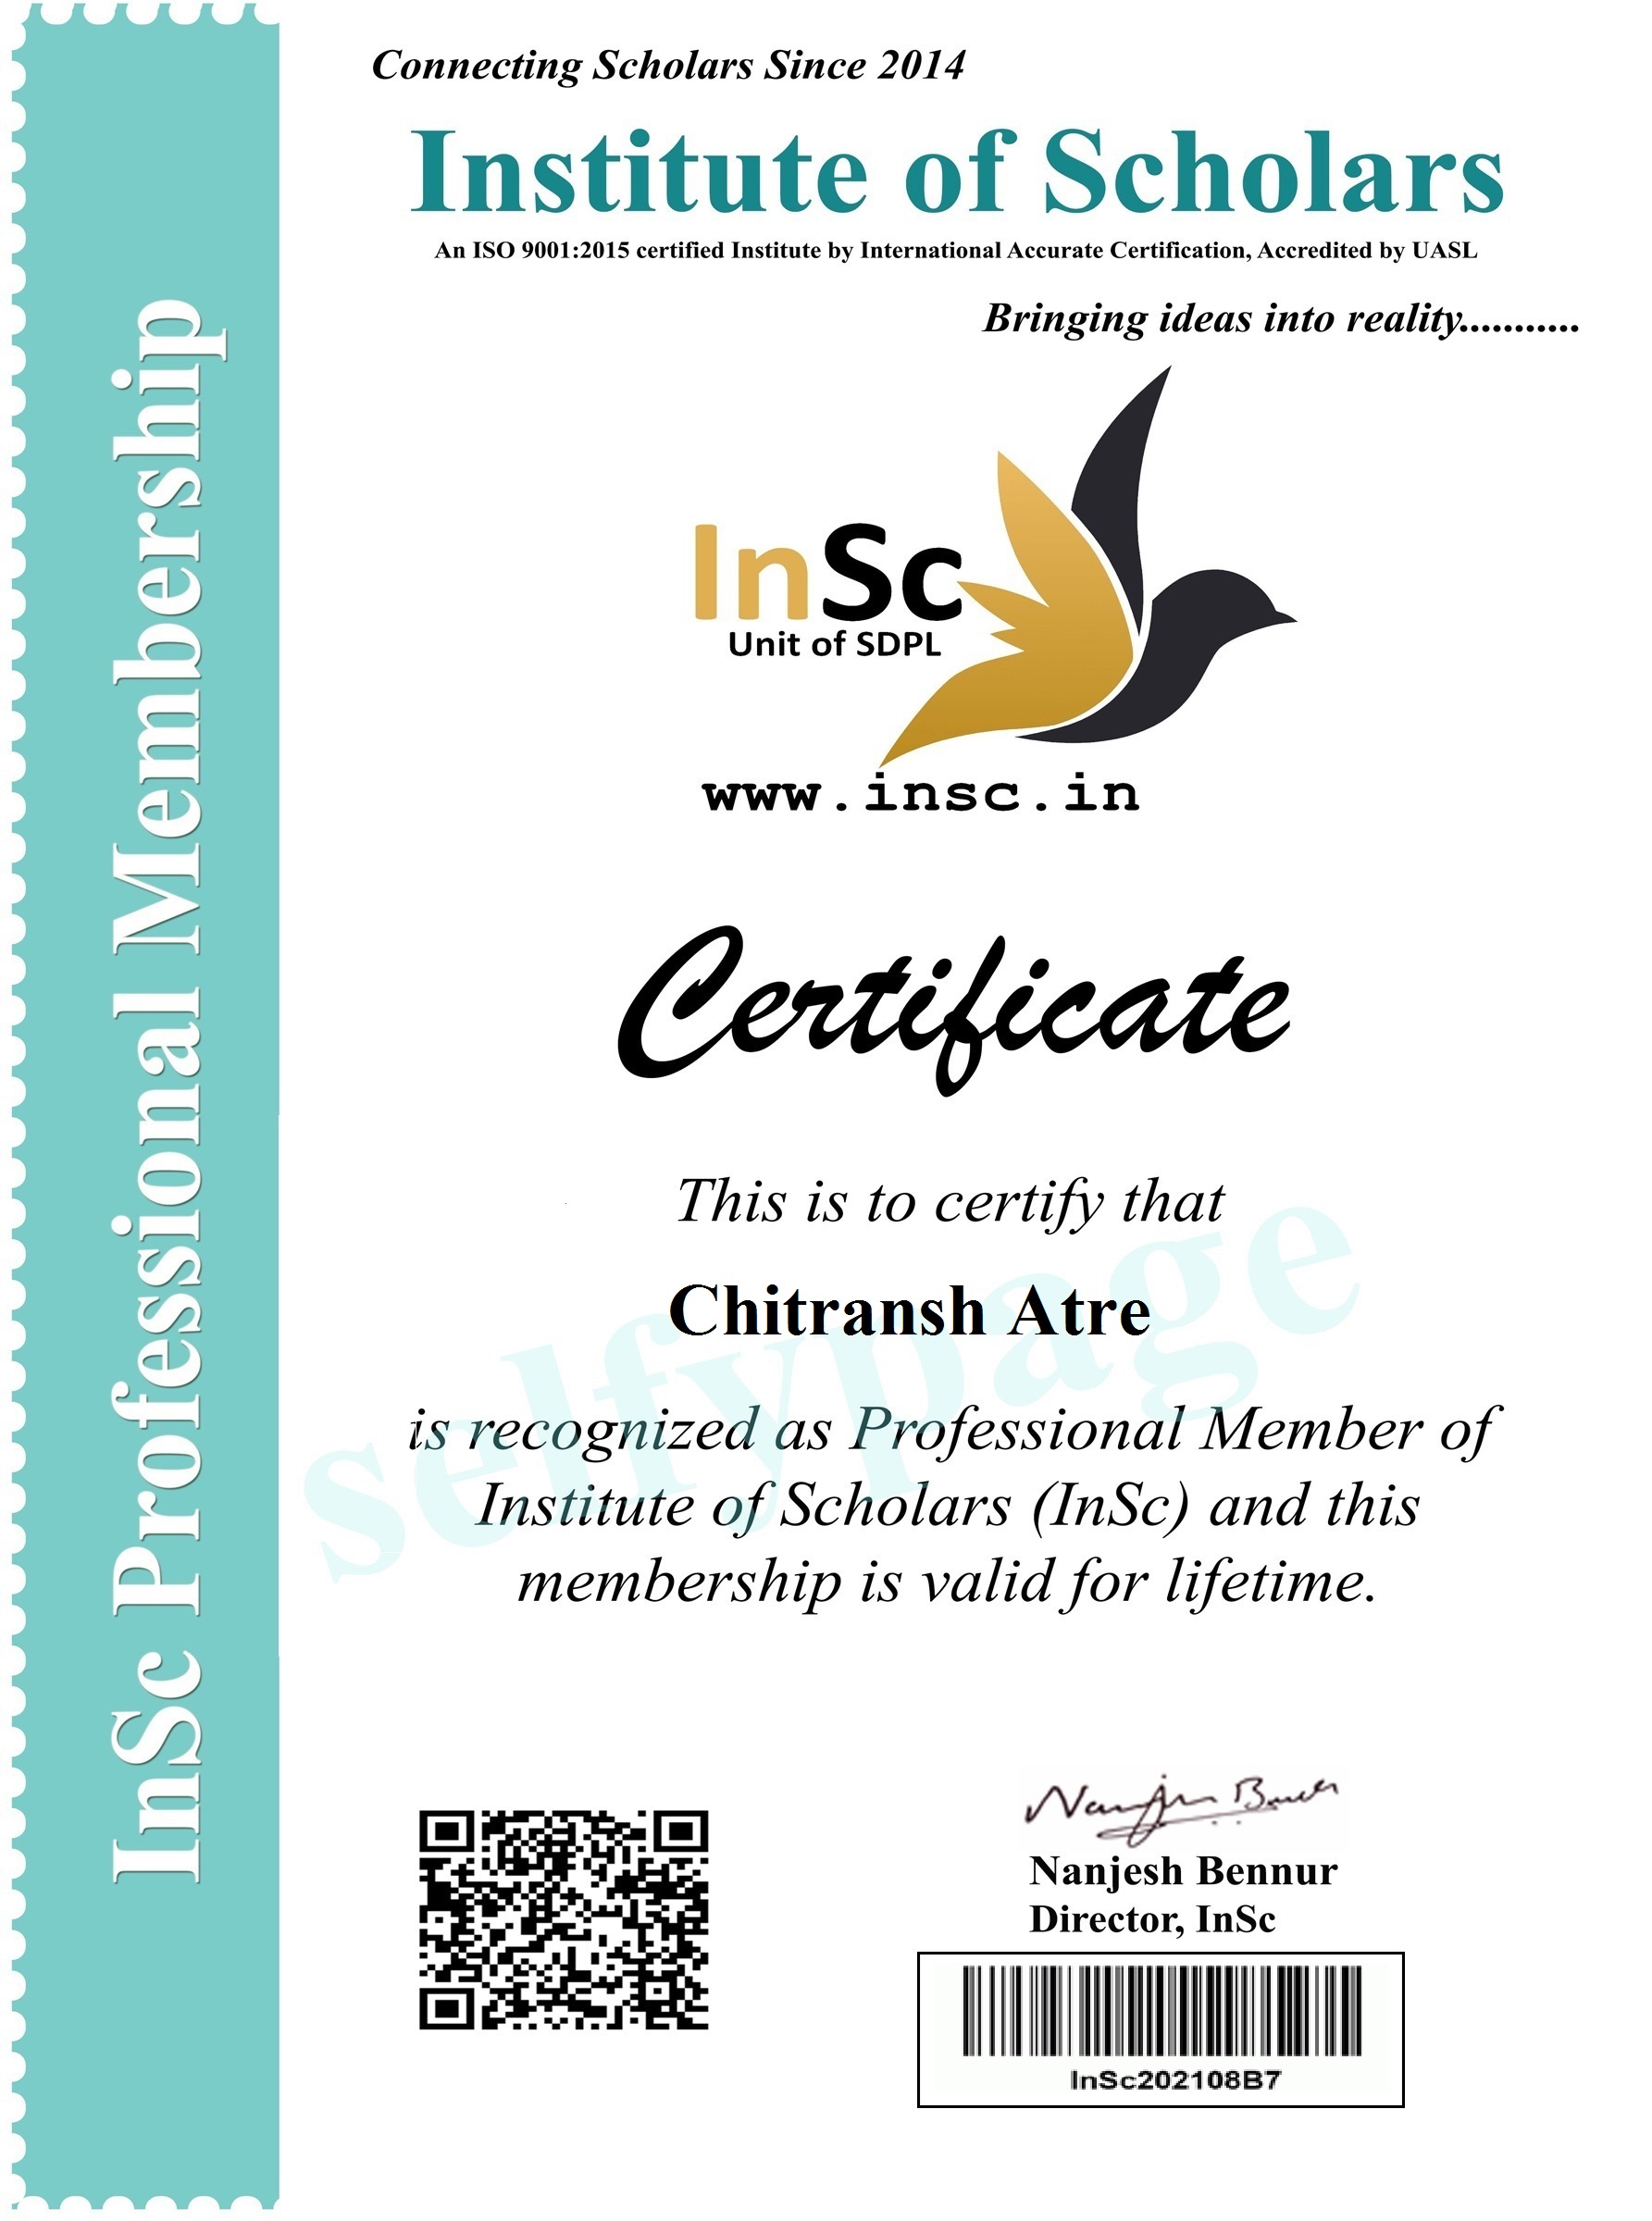 Connecting Scholars Since 2014
Institute of Scholars
An ISO 9001:2015 certified Institute by International Accurate Certification, Accredited by UASL
Bringing ideas into reality...........
InSc
Unit of SDPL
www.insc.in
InSc Professional Membership
Certificate
This is to certify that
Chitransh Atre
selfypage
is recognized as Professional Member of
Institute of Scholars (InSc) and this
membership is valid for lifetime.
Nanjesh Bennur
Director, InSc
InSc202108B7